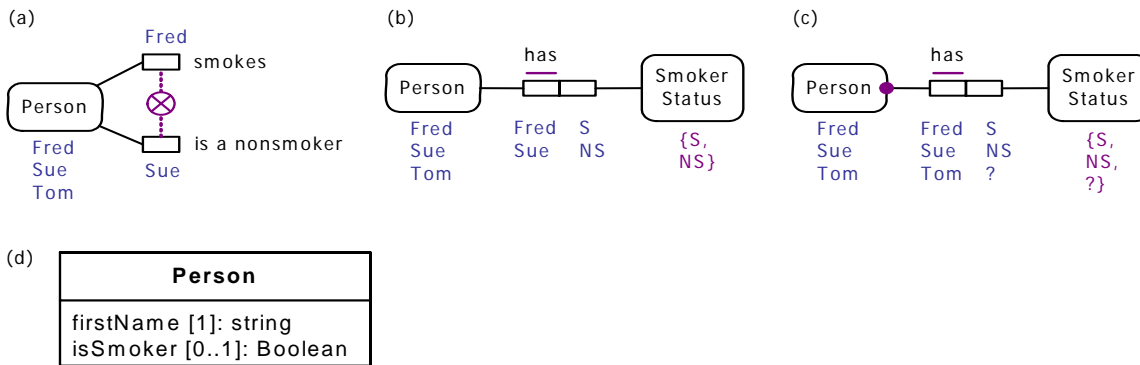 (a)
Fred
smokes
Person
is a nonsmoker
Fred
Sue
Tom
Sue
(b)
has
Person
Smoker
Status
Fred
Sue
Tom
Fred S
Sue NS
{S,
NS}
(c)
has
Person
Smoker
Status
Fred
Sue
Tom
Fred S
Sue NS
Tom ?
{S,
NS,
?}
(d)
Person
firstName [1]: string
isSmoker [0..1]: Boolean